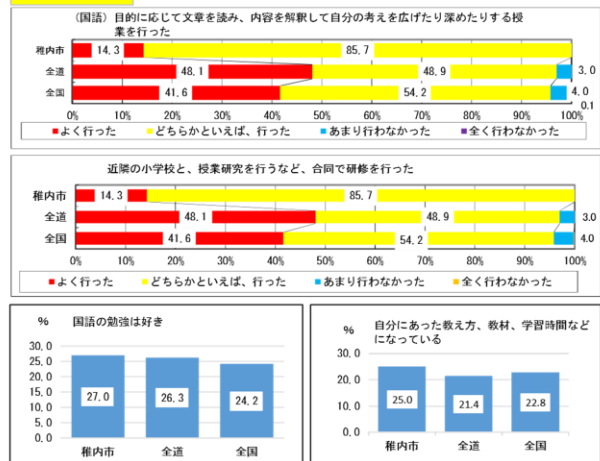 （国語）目的に応じて文章を読み、内容を解釈して自分の考えを広げたり深めたりする授
業を行った
稚内市 14.3 85.7
全道 48.1 48.9 3.0
全国 41.6 54.2 4.0
0.1
0% 10% 20% 30% 40% 50% 60% 70% 80% 90% 100%
よく行った どちらかといえば、行った あまり行わなかった 全く行わなかった
近隣の小学校と、授業研究を行うなど、合同で研修を行った
稚内市 14.3 85.7
全道 48.1 48.9 3.0
全国 41.6 54.2 4.0
0% 10% 20% 30% 40% 50% 60% 70% 80% 90% 100%
よく行った どちらかといえば、行った あまり行わなかった 全く行わなかった
% 国語の勉強は好き
30.0
25.0
20.0
15.0
10.0
5.0
0.0
27.0 26.3 24.2
稚内市 全道 全国
% 自分にあった教え方、教材、学習時間など
になっている
30.0
20.0
10.0
0.0
25.0 21.4 22.8
稚内市 全道 全国